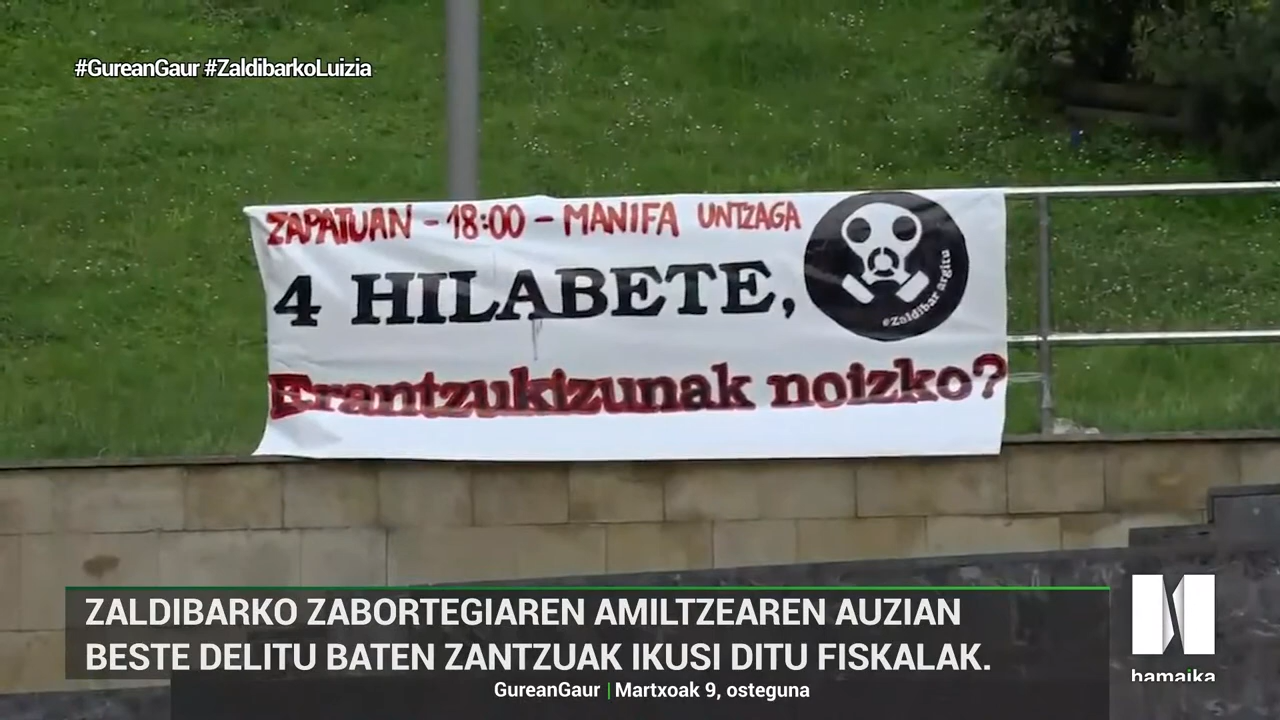 #GureanGaur #ZaldibarkoLuizia
ZAPATUAN - 18:00 - MANIFA UNTZAGA
4 HILABETE,
#Zaldibar argitu
Erantzukizunak noizko?
ZALDIBARKO ZABORTEGIAREN AMILTZEAREN AUZIAN
BESTE DELITU BATEN ZANTZUAK IKUSI DITU FISKALAK.
hamaika
GureanGaur | Martxoak 9, osteguna